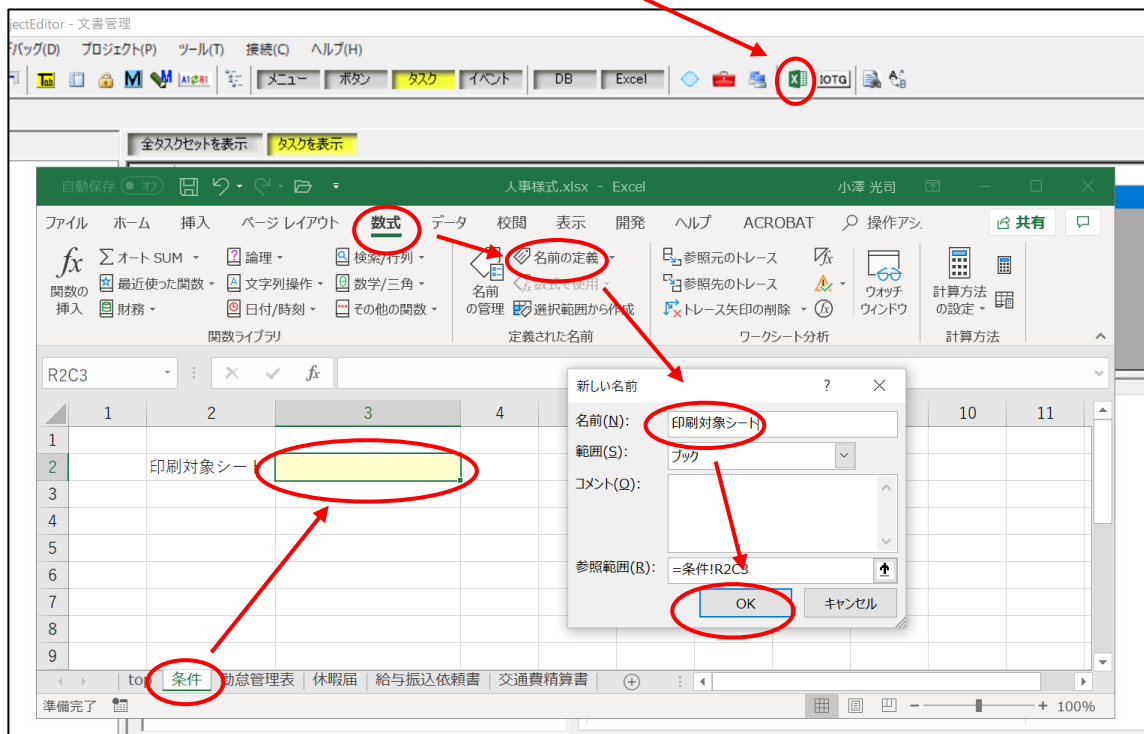 jectEditor - 文書管理
バッグ(D) プロジェクト(P) ツール(T) 接続(C) ヘルプ(H)
Tab M A1⇄R1 メニュー ボタン タスク イベント DB Excel IOTG
全タスクセットを表示 タスクを表示
自動保存 オフ 人事様式.xlsx - Excel 小澤 光司
ファイル ホーム 挿入 ページ レイアウト 数式 データ 校閲 表示 開発 ヘルプ ACROBAT 操作アシ. 共有
fx 関数の挿入
Σ オート SUM
最近使った関数
財務
論理
文字列操作
日付/時刻
検索/行列
数学/三角
その他の関数
関数ライブラリ
名前の管理
名前の定義
数式で使用
選択範囲から作成
定義された名前
参照元のトレース
参照先のトレース
トレース矢印の削除
ワークシート分析
ウォッチ ウィンドウ
計算方法の設定
計算方法
R2C3 fx
1 2 3 4 10 11
1
2 印刷対象シート
3
4
5
6
7
8
9
新しい名前 ?
名前(N): 印刷対象シート
範囲(S): ブック
コメント(O):
参照範囲(R): =条件!R2C3
OK キャンセル
top 条件 勤怠管理表 休暇届 給与振込依頼書 交通費精算書
準備完了 100%